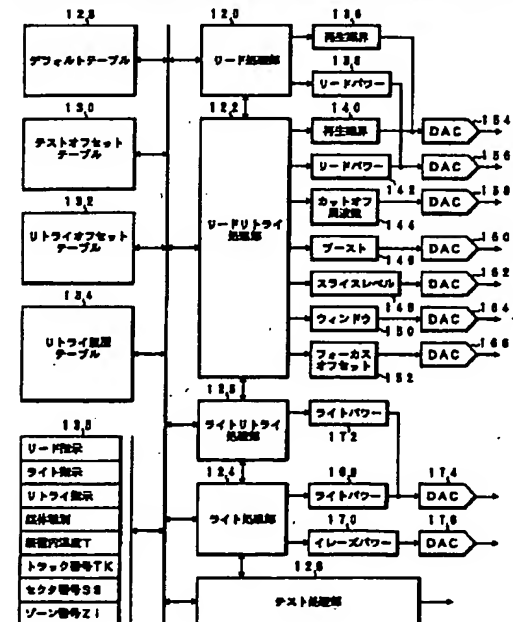 128
デフォルトテーブル
130
テストオフセット
テーブル
132
リトライオフセット
テーブル
134
リトライ履歴
テーブル
135
リード指示
ライト指示
リトライ指示
媒体種別
装置内温度T
トラック番号TK
セクタ番号SS
ゾーン番号Zi
120
リード処理部
122
リードリトライ
処理部
125
ライトリトライ
処理部
124
ライト処理部
126
テスト処理部
136
再生磁界
138
リードパワー
140
再生磁界
リードパワー
142
カットオフ
周波数
144
ブースト
146
スライスレベル
148
ウィンドウ
150
フォーカス
オフセット
152
ライトパワー
172
168
ライトパワー
170
イレーズパワー
DAC
154
DAC
156
DAC
158
DAC
160
DAC
162
DAC
164
DAC
166
DAC
174
DAC
176